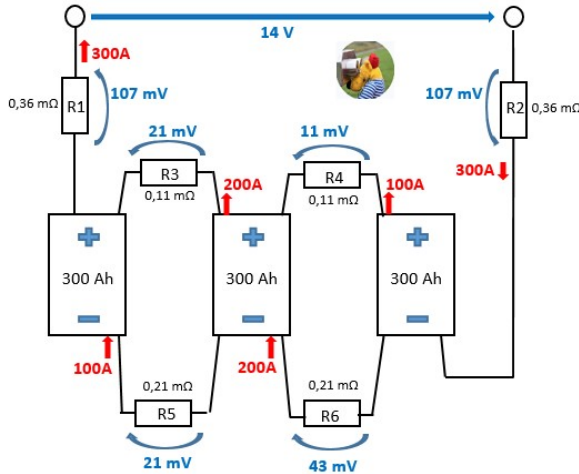 14 V
300A
0,36 mΩ
R1
107 mV
107 mV
R2
0,36 mΩ
21 mV
11 mV
R3
0,11 mΩ
200A
R4
0,11 mΩ
100A
300A
300 Ah
300 Ah
300 Ah
100A
200A
0,21 mΩ
R5
21 mV
0,21 mΩ
R6
43 mV